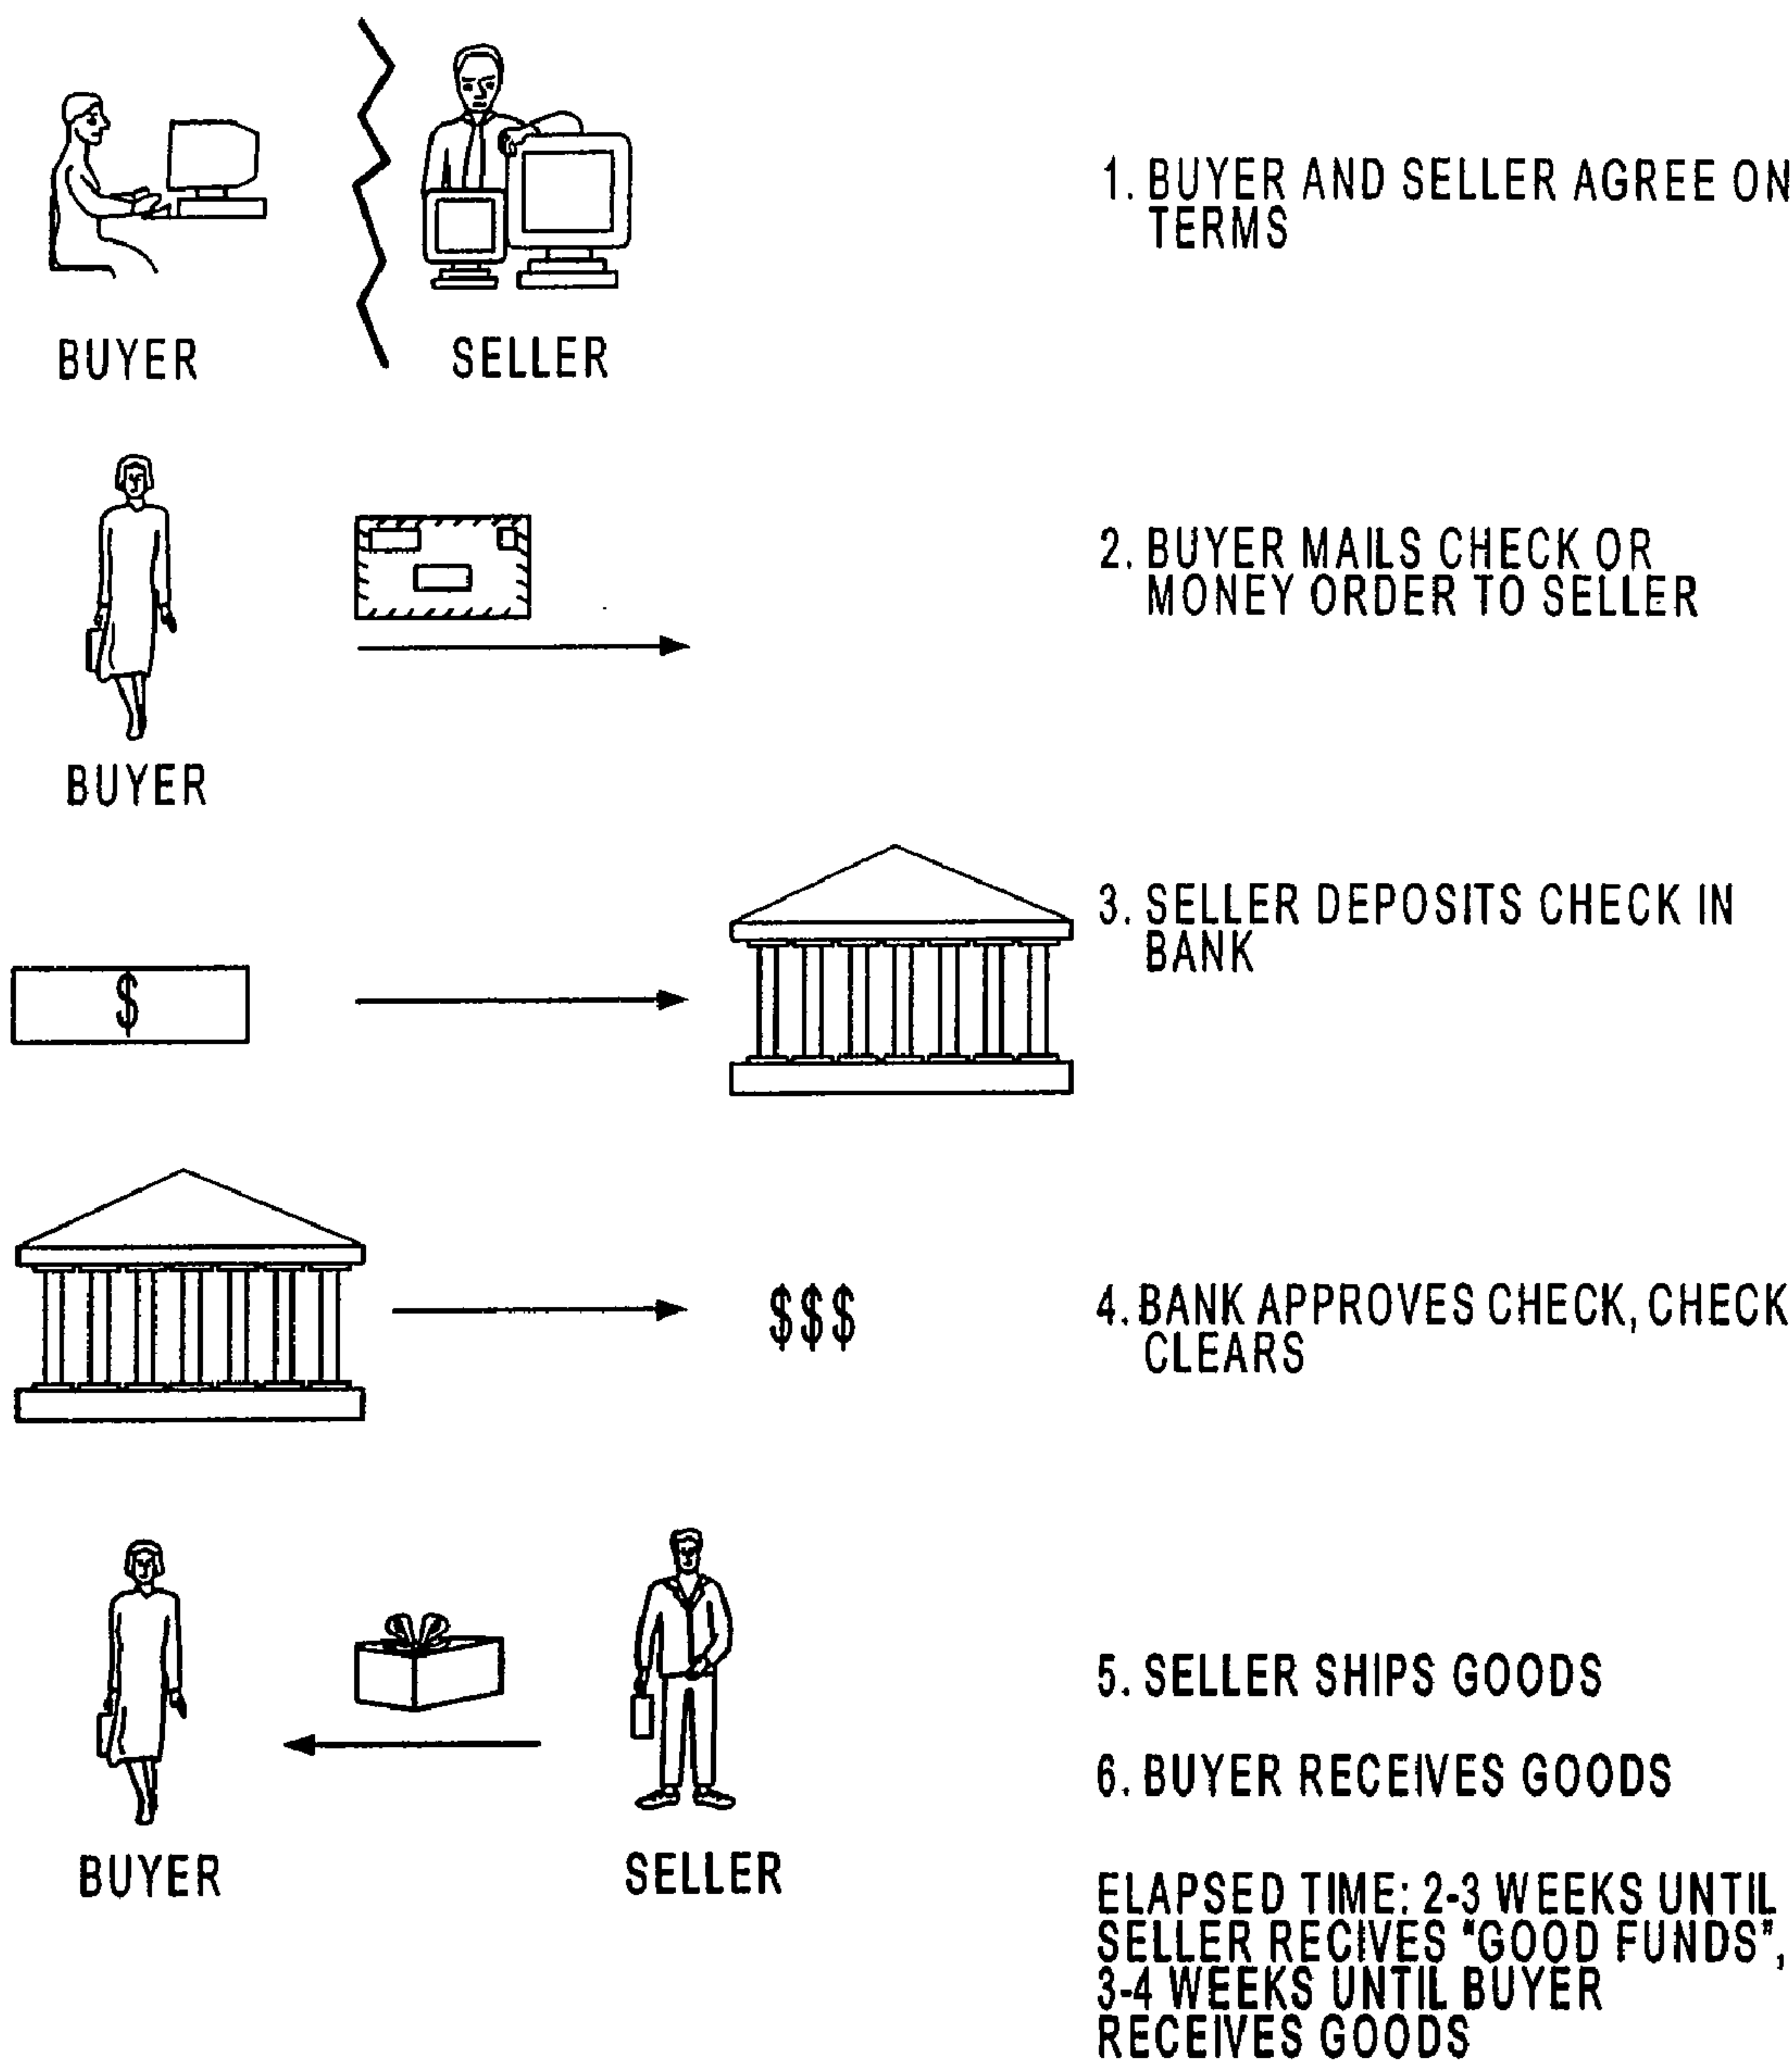 BUYER
SELLER
1. BUYER AND SELLER AGREE ON
TERMS
BUYER
2. BUYER MAILS CHECK OR
MONEY ORDER TO SELLER
$
3. SELLER DEPOSITS CHECK IN
BANK
$$$
4. BANK APPROVES CHECK, CHECK
CLEARS
BUYER
SELLER
5. SELLER SHIPS GOODS
6. BUYER RECEIVES GOODS
ELAPSED TIME: 2-3 WEEKS UNTIL
SELLER RECIVES "GOOD FUNDS",
3-4 WEEKS UNTIL BUYER
RECEIVES GOODS